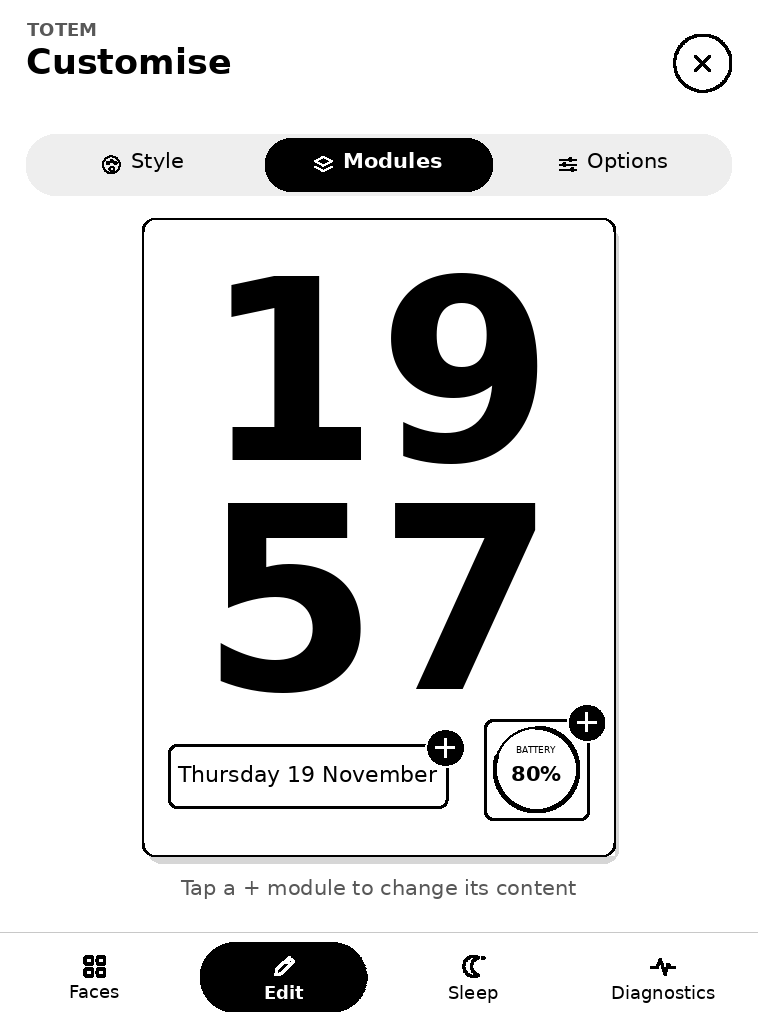 TOTEM
Customise
Style
Modules
Options
19
57
Thursday 19 November
BATTERY
80%
Tap a + module to change its content
Faces
Edit
Sleep
Diagnostics